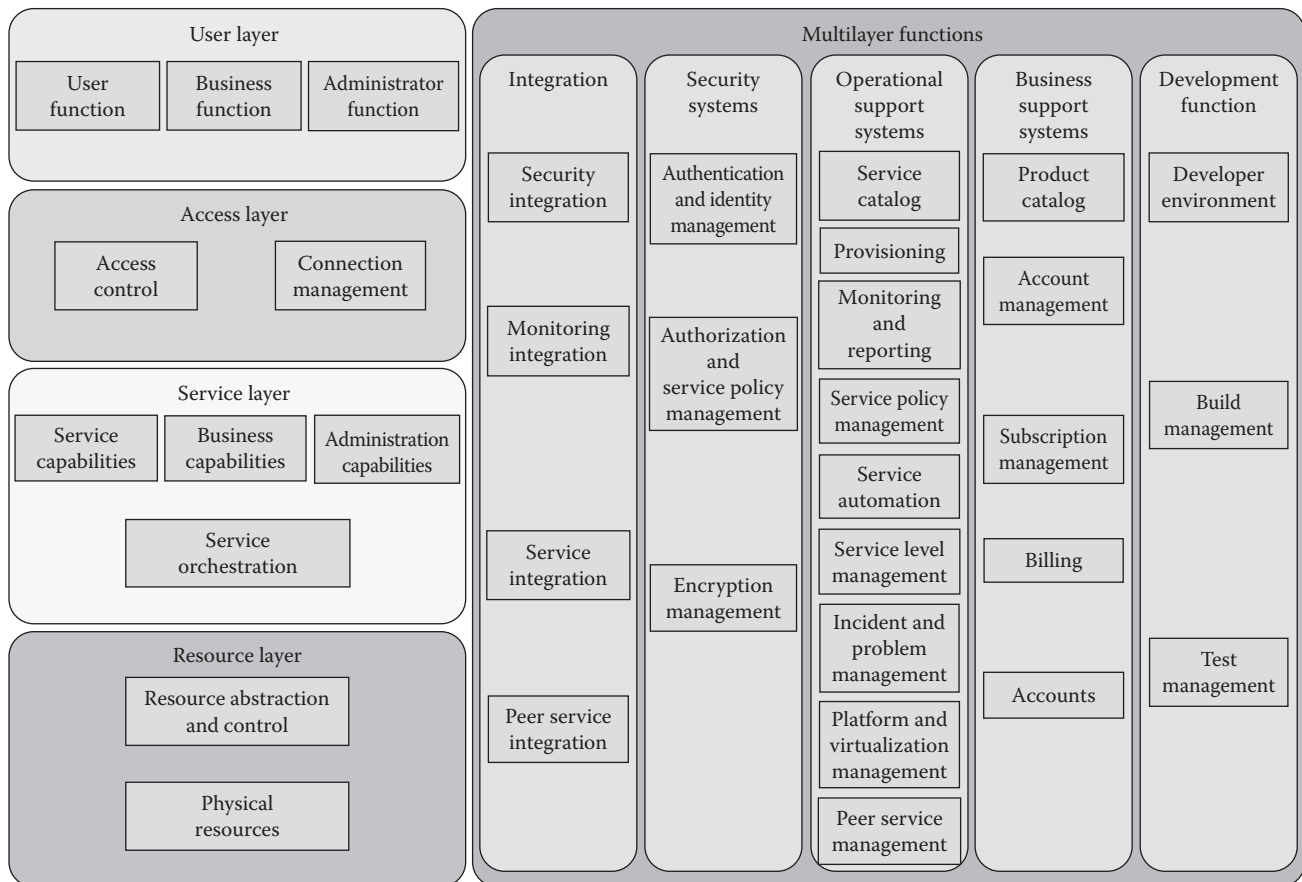 User layer
User
function
Business
function
Administrator
function
Access layer
Access
control
Connection
management
Service layer
Service
capabilities
Business
capabilities
Administration
capabilities
Service
orchestration
Resource layer
Resource abstraction
and control
Physical
resources
Multilayer functions
Integration
Security
integration
Monitoring
integration
Service
integration
Peer service
integration
Security
systems
Authentication
and identity
management
Authorization
and
service policy
management
Encryption
management
Operational
support
systems
Service
catalog
Provisioning
Monitoring
and
reporting
Service policy
management
Service
automation
Service level
management
Incident and
problem
management
Platform and
virtualization
management
Peer service
management
Business
support
systems
Product
catalog
Account
management
Subscription
management
Billing
Accounts
Development
function
Developer
environment
Build
management
Test
management